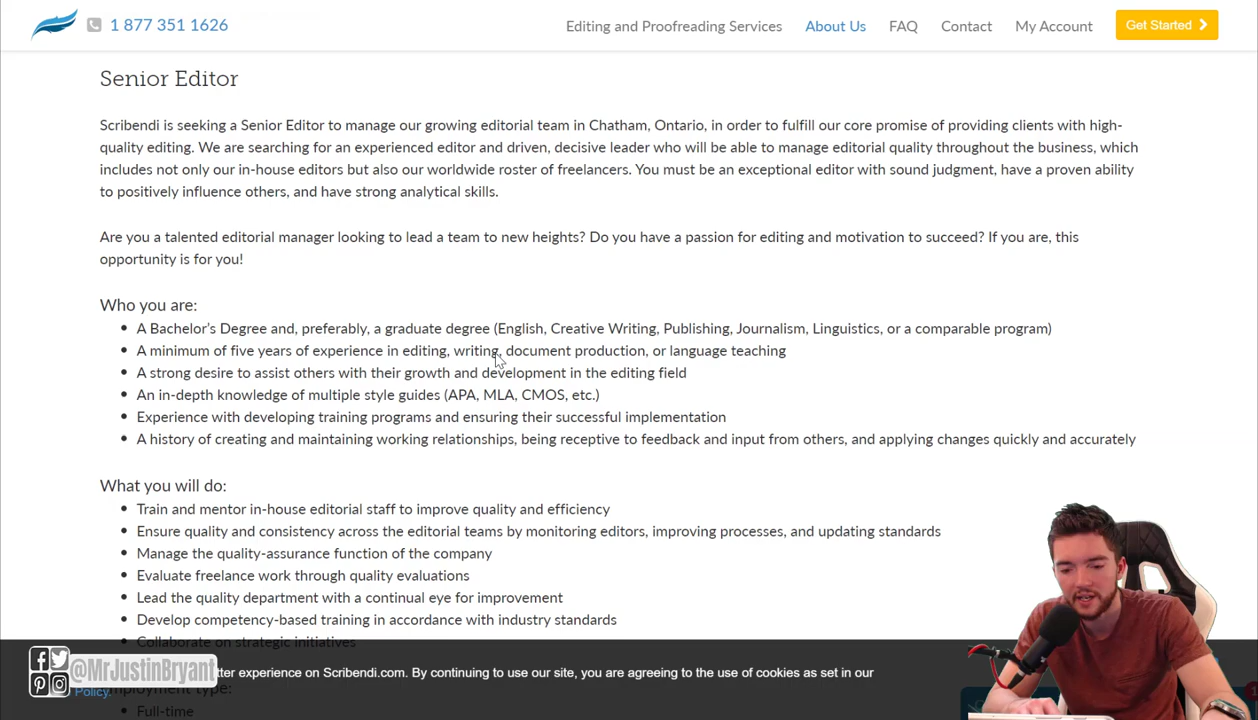 1 877 351 1626
Editing and Proofreading Services About Us FAQ Contact My Account Get Started
Senior Editor
Scribendi is seeking a Senior Editor to manage our growing editorial team in Chatham, Ontario, in order to fulfill our core promise of providing clients with high-
quality editing. We are searching for an experienced editor and driven, decisive leader who will be able to manage editorial quality throughout the business, which
includes not only our in-house editors but also our worldwide roster of freelancers. You must be an exceptional editor with sound judgment, have a proven ability
to positively influence others, and have strong analytical skills.
Are you a talented editorial manager looking to lead a team to new heights? Do you have a passion for editing and motivation to succeed? If you are, this
opportunity is for you!
Who you are:
A Bachelor's Degree and, preferably, a graduate degree (English, Creative Writing, Publishing, Journalism, Linguistics, or a comparable program)
A minimum of five years of experience in editing, writing, document production, or language teaching
A strong desire to assist others with their growth and development in the editing field
An in-depth knowledge of multiple style guides (APA, MLA, CMOS, etc.)
Experience with developing training programs and ensuring their successful implementation
A history of creating and maintaining working relationships, being receptive to feedback and input from others, and applying changes quickly and accurately
What you will do:
Train and mentor in-house editorial staff to improve quality and efficiency
Ensure quality and consistency across the editorial teams by monitoring editors, improving processes, and updating standards
Manage the quality-assurance function of the company
Evaluate freelance work through quality evaluations
Lead the quality department with a continual eye for improvement
Develop competency-based training in accordance with industry standards
Collaborate on strategic initiatives
@MrJustinBryant
tter experience on Scribendi.com. By continuing to use our site, you are agreeing to the use of cookies as set in our
Policy.
type:
Full-time